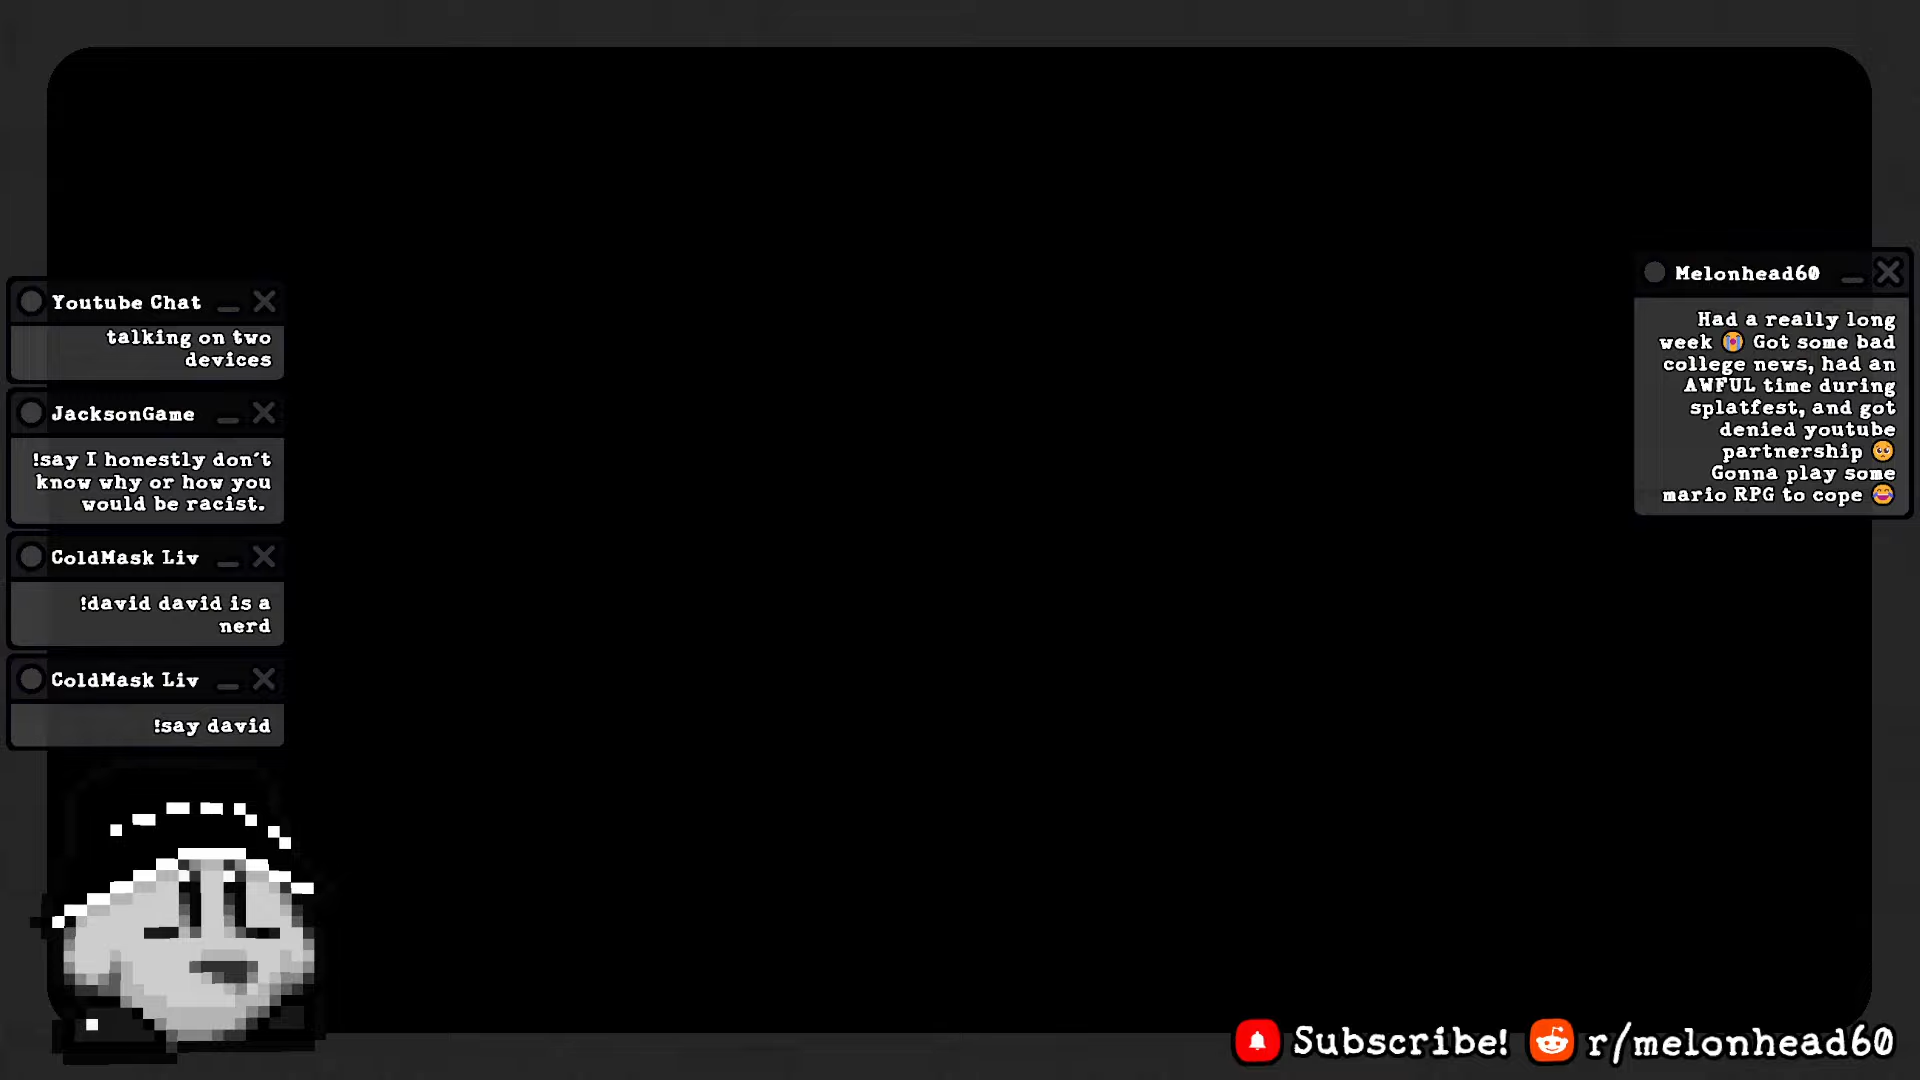 Youtube Chat
talking on two
devices
JacksonGame
!say I honestly don't
know why or how you
would be racist.
ColdMask Liv
!david david is a
nerd
ColdMask Liv
!say david
Melonhead60
Had a really long
week 😭 Got some bad
college news, had an
AWFUL time during
splatfest, and got
denied youtube
partnership 🥺
Gonna play some
mario RPG to cope 😂
Subscribe! r/melonhead60